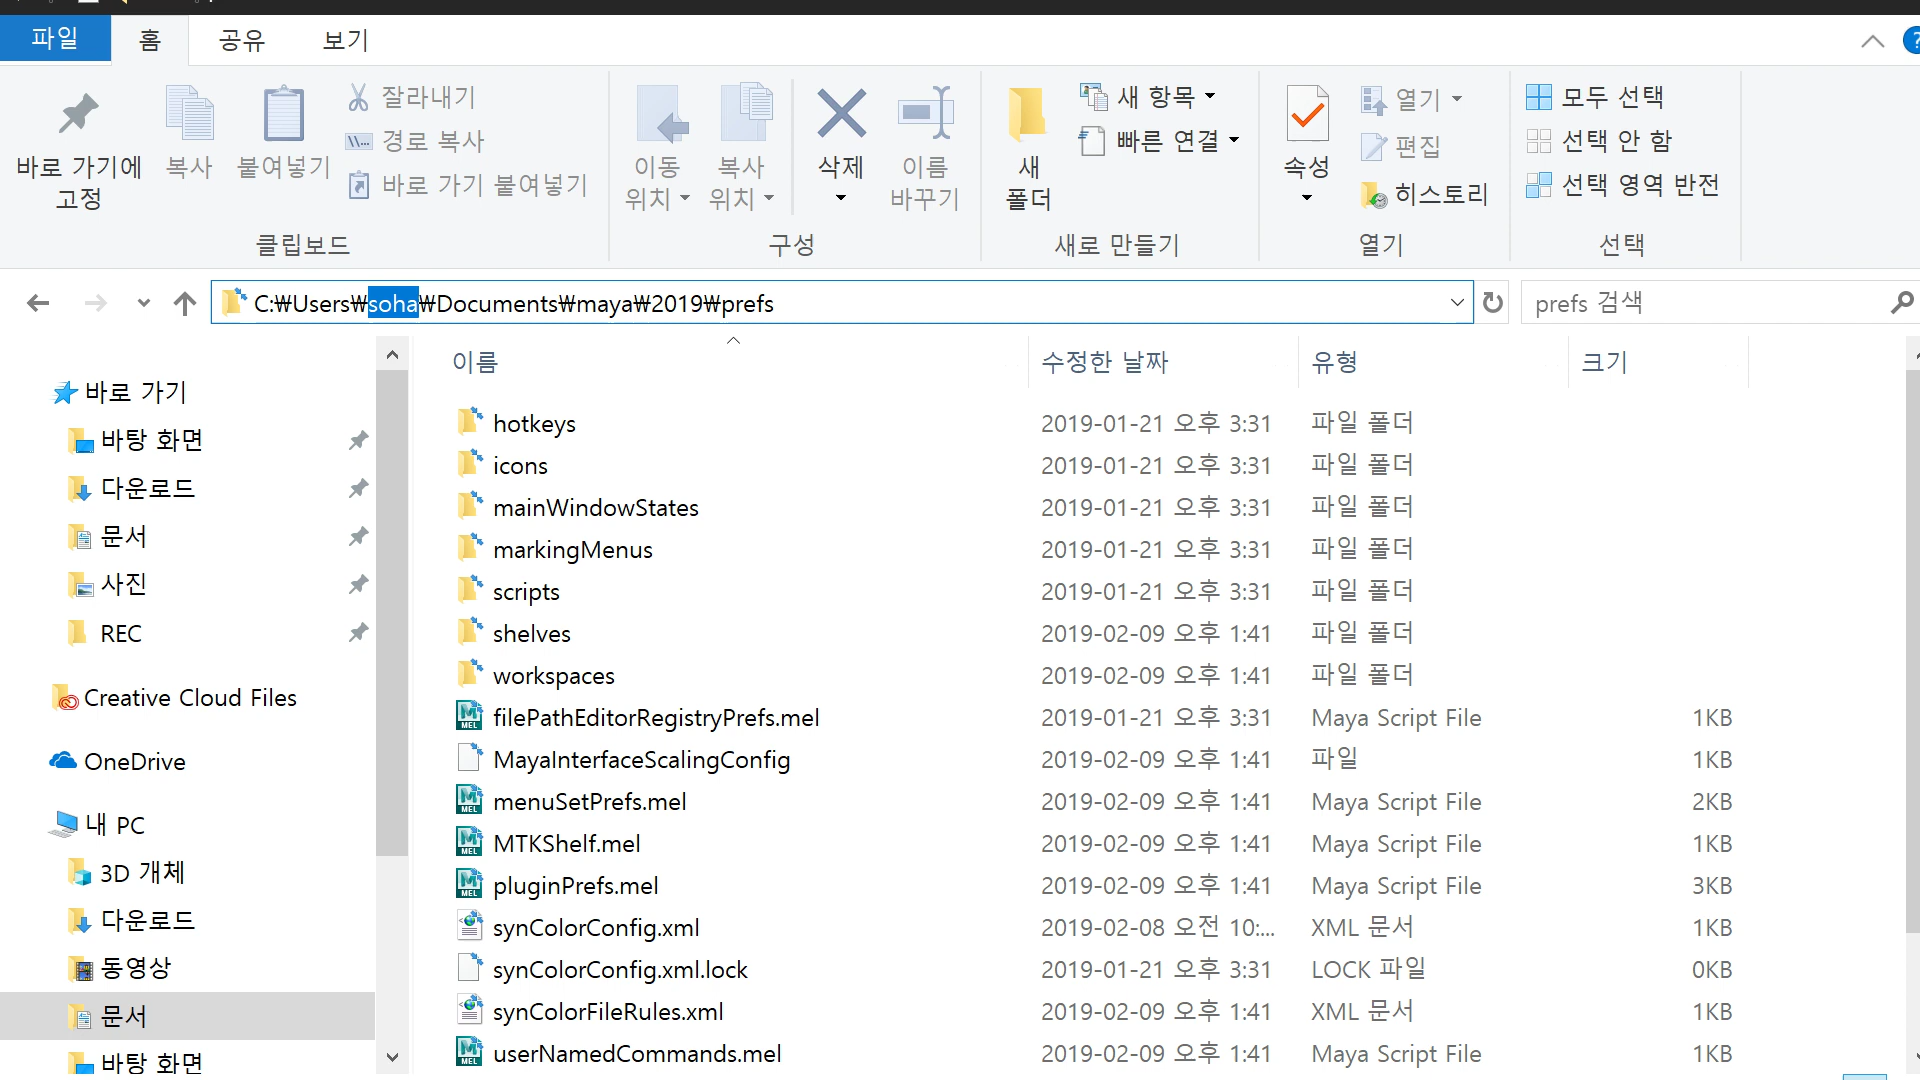 파일 홈 공유 보기
바로 가기에
고정
복사
붙여넣기
잘라내기
경로 복사
바로 가기 붙여넣기
클립보드
이동
위치
복사
위치
삭제
이름
바꾸기
구성
새
폴더
새 항목
빠른 연결
새로 만들기
속성
열기
편집
히스토리
열기
모두 선택
선택 안 함
선택 영역 반전
선택
C:₩Users₩soha₩Documents₩maya₩2019₩prefs
prefs 검색
바로 가기
바탕 화면
다운로드
문서
사진
REC
Creative Cloud Files
OneDrive
내 PC
3D 개체
다운로드
동영상
문서
바탕 화면
이름 수정한 날짜 유형 크기
hotkeys 2019-01-21 오후 3:31 파일 폴더
icons 2019-01-21 오후 3:31 파일 폴더
mainWindowStates 2019-01-21 오후 3:31 파일 폴더
markingMenus 2019-01-21 오후 3:31 파일 폴더
scripts 2019-01-21 오후 3:31 파일 폴더
shelves 2019-02-09 오후 1:41 파일 폴더
workspaces 2019-02-09 오후 1:41 파일 폴더
filePathEditorRegistryPrefs.mel 2019-01-21 오후 3:31 Maya Script File 1KB
MayaInterfaceScalingConfig 2019-02-09 오후 1:41 파일 1KB
menuSetPrefs.mel 2019-02-09 오후 1:41 Maya Script File 2KB
MTKShelf.mel 2019-02-09 오후 1:41 Maya Script File 1KB
pluginPrefs.mel 2019-02-09 오후 1:41 Maya Script File 3KB
synColorConfig.xml 2019-02-08 오전 10:... XML 문서 1KB
synColorConfig.xml.lock 2019-01-21 오후 3:31 LOCK 파일 0KB
synColorFileRules.xml 2019-02-09 오후 1:41 XML 문서 1KB
userNamedCommands.mel 2019-02-09 오후 1:41 Maya Script File 1KB